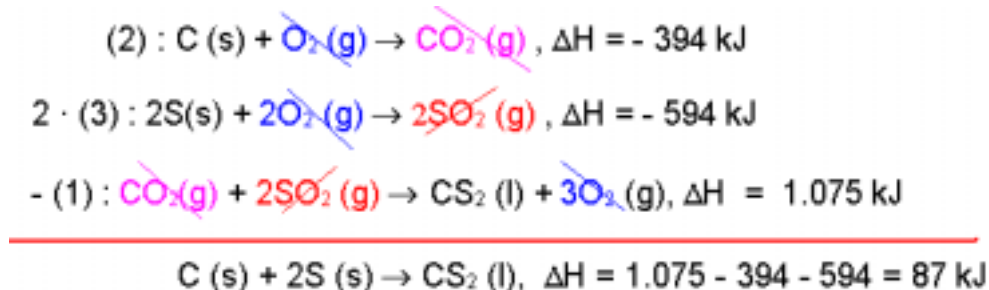 (2) : C (s) + O₂ (g) → CO₂ (g) , ΔH = - 394 kJ
2 · (3) : 2S(s) + 2O₂ (g) → 2SO₂ (g) , ΔH = - 594 kJ
- (1) : CO₂(g) + 2SO₂ (g) → CS₂ (l) + 3O₂ (g), ΔH = 1.075 kJ
C (s) + 2S (s) → CS₂ (l), ΔH = 1.075 - 394 - 594 = 87 kJ